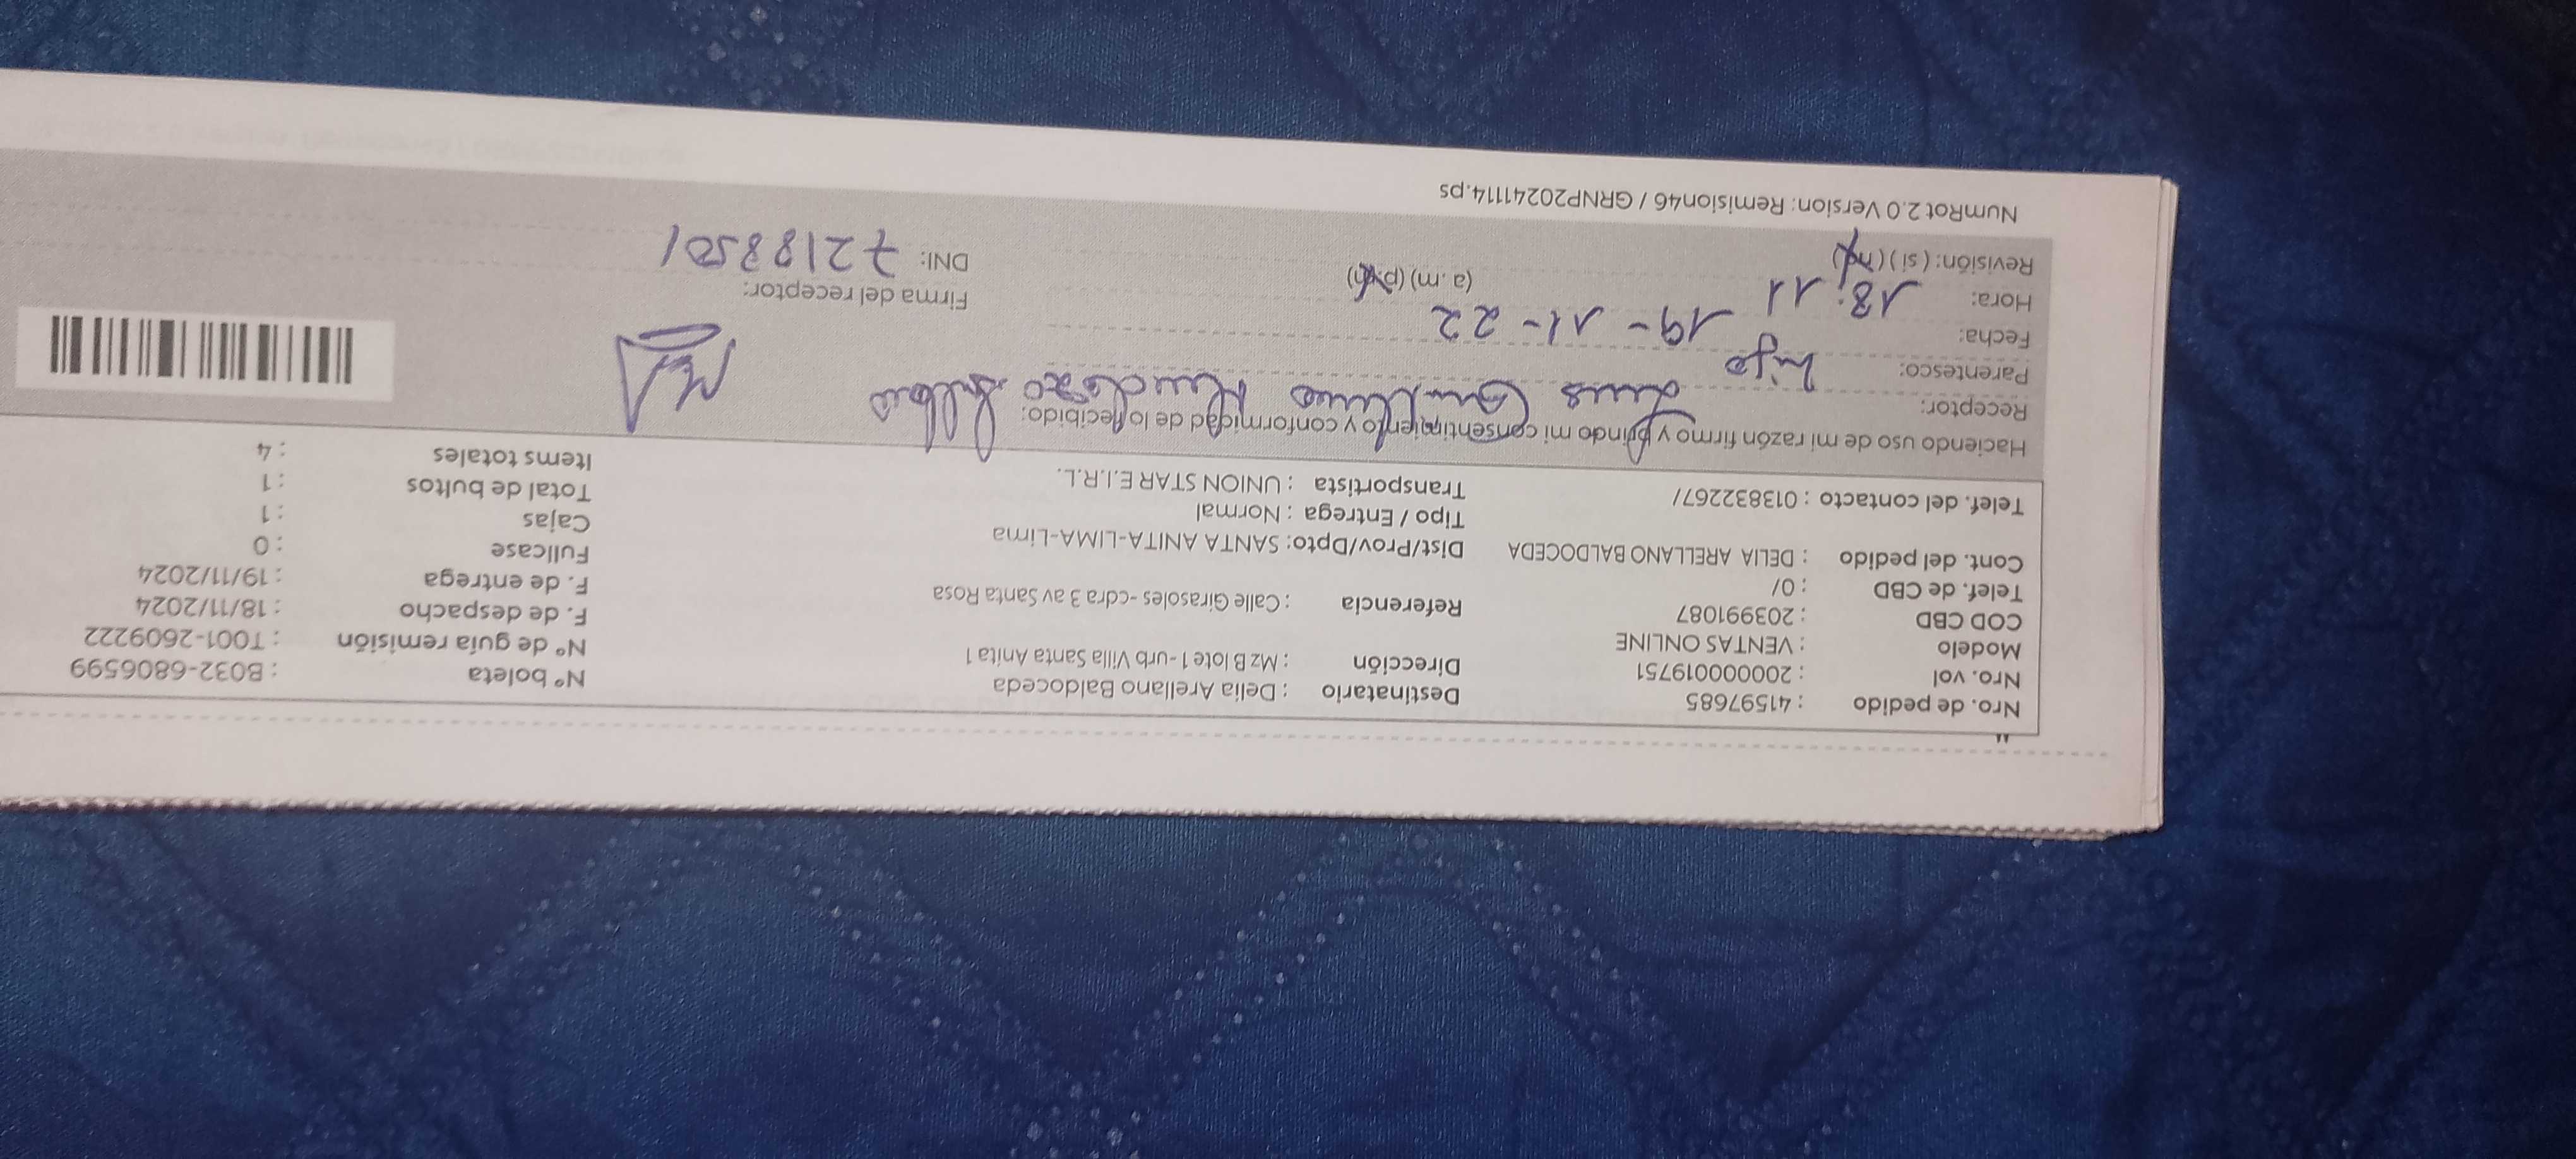 Nro. de pedido : 41597685 Destinatario : Delia Arellano Baldoceda Nº boleta : B032-6806599
Nro. vol : 2000000019751 Dirección : Mz B lote 1 -urb Villa Santa Anita 1 Nº de guía remisión : T001-2609222
Modelo : VENTAS ONLINE Referencia : Calle Girasoles -cdra 3 av Santa Rosa F. de despacho : 18/11/2024
COD CBD : 203991087 Dist/Prov/Dpto: SANTA ANITA-LIMA-Lima F. de entrega : 19/11/2024
Telef. de CBD : 0/ Tipo / Entrega : Normal Fullcase : 0
Cont. del pedido : DELIA ARELLANO BALDOCEDA Transportista : UNION STAR E.I.R.L. Cajas : 1
Telef. del contacto : 013832267/ Total de bultos : 1
Items totales : 4
Haciendo uso de mi razón firmo y brindo mi consentimiento y conformidad de lo recibido:
Receptor: Luis
Parentesco: hijo
Fecha: 19-11-22
Hora: 18:11 (a.m) (p.m) Firma del receptor:
Revisión: (si) (no) DNI: 72188501
NumRot 2.0 Version: Remision46 / GRNP20241114.ps